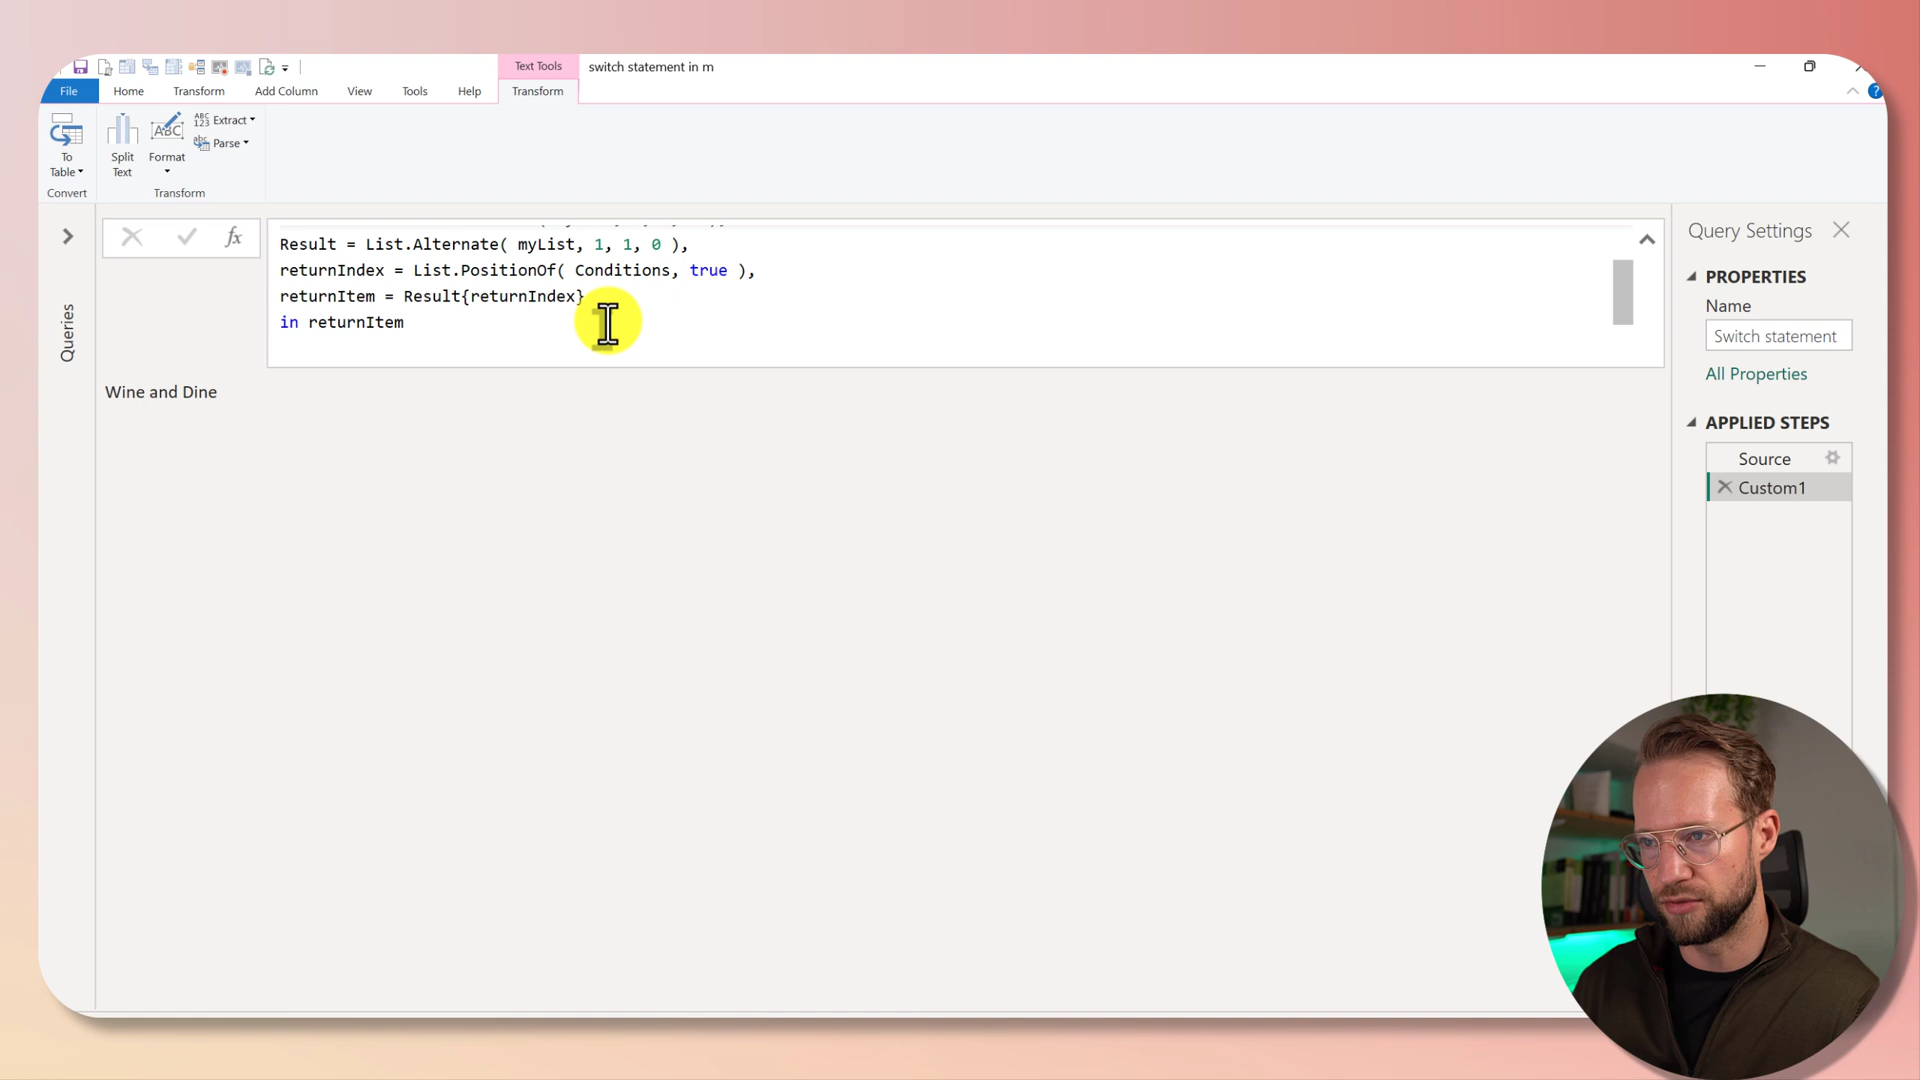 Text Tools
switch statement in m
File
Home
Transform
Add Column
View
Tools
Help
Transform
To
Table
Split
Text
Format
Extract
Parse
Convert
Transform
Result = List.Alternate( myList, 1, 1, 0 ),
returnIndex = List.PositionOf( Conditions, true ),
returnItem = Result{returnIndex}
in returnItem
Queries
Wine and Dine
Query Settings
PROPERTIES
Name
Switch statement
All Properties
APPLIED STEPS
Source
Custom1